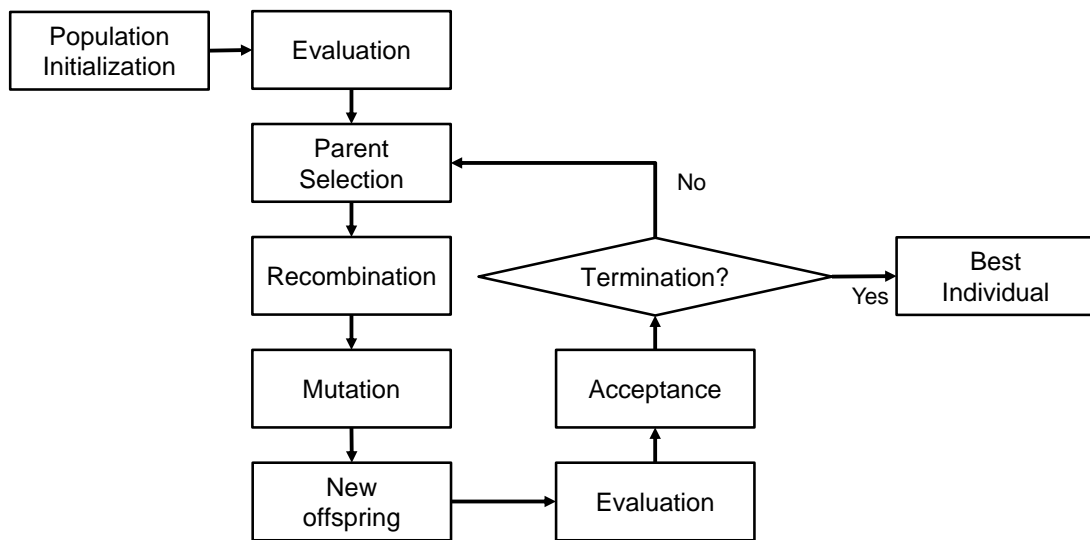 Population
Initialization
Evaluation
Parent
Selection
No
Recombination
Termination?
Yes
Best
Individual
Mutation
Acceptance
New
offspring
Evaluation